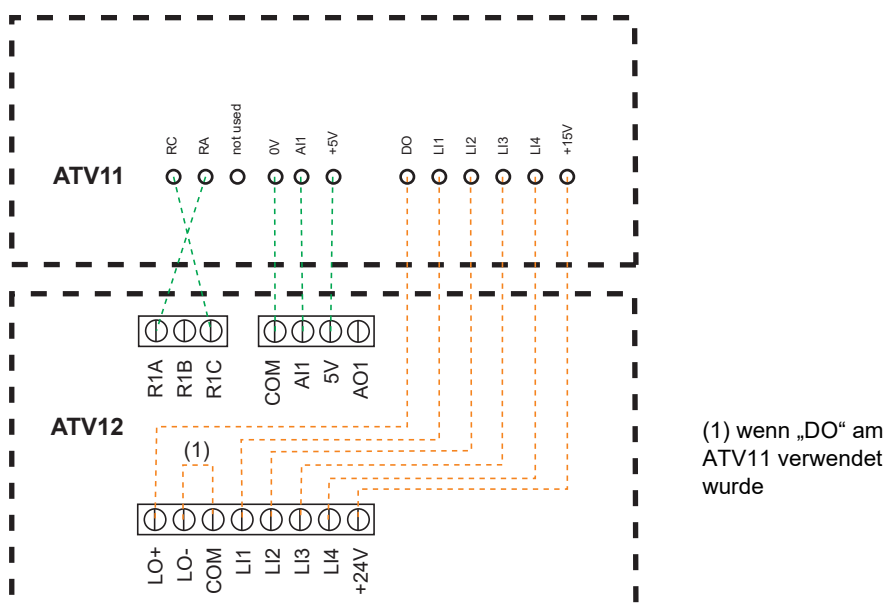 RC
RA
not used
0V
AI1
+5V
DO
LI1
LI2
LI3
LI4
+15V
ATV11
R1A
R1B
R1C
COM
AI1
5V
AO1
ATV12
(1)
(1) wenn „DO“ am
ATV11 verwendet
wurde
LO+
LO-
COM
LI1
LI2
LI3
LI4
+24V